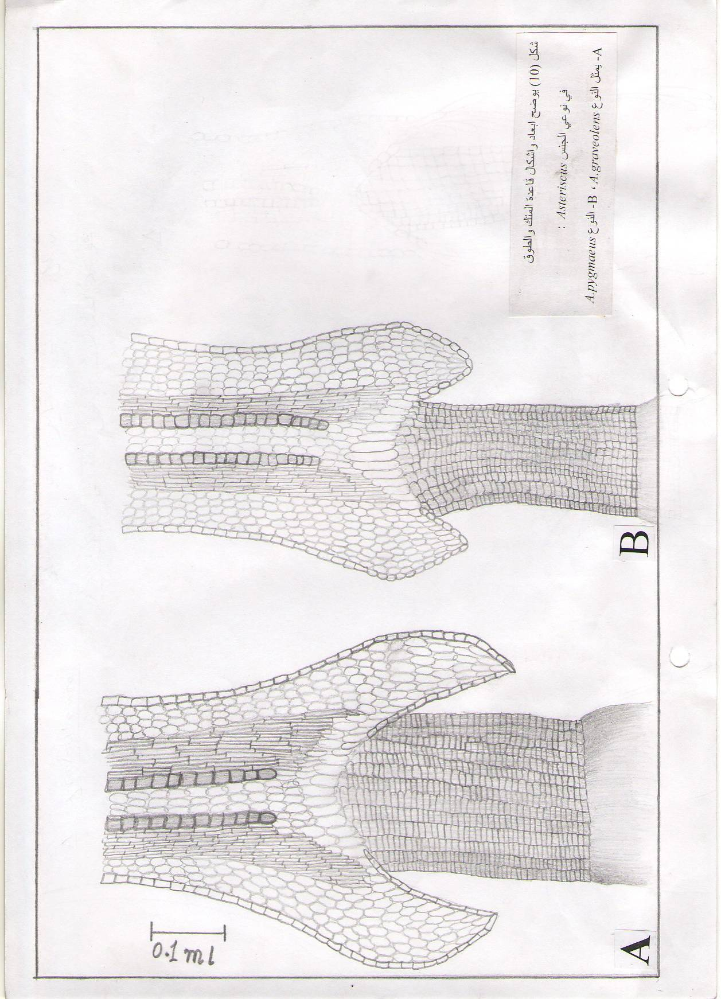 شكل (10) يوضح ابعاد واشكال قاعدة المتك والطوق
في نوعي الجنس Asteriscus :
A- يمثل النوع A.graveolens ، B- النوع A.pygmaeus
A
B
0.1 ml